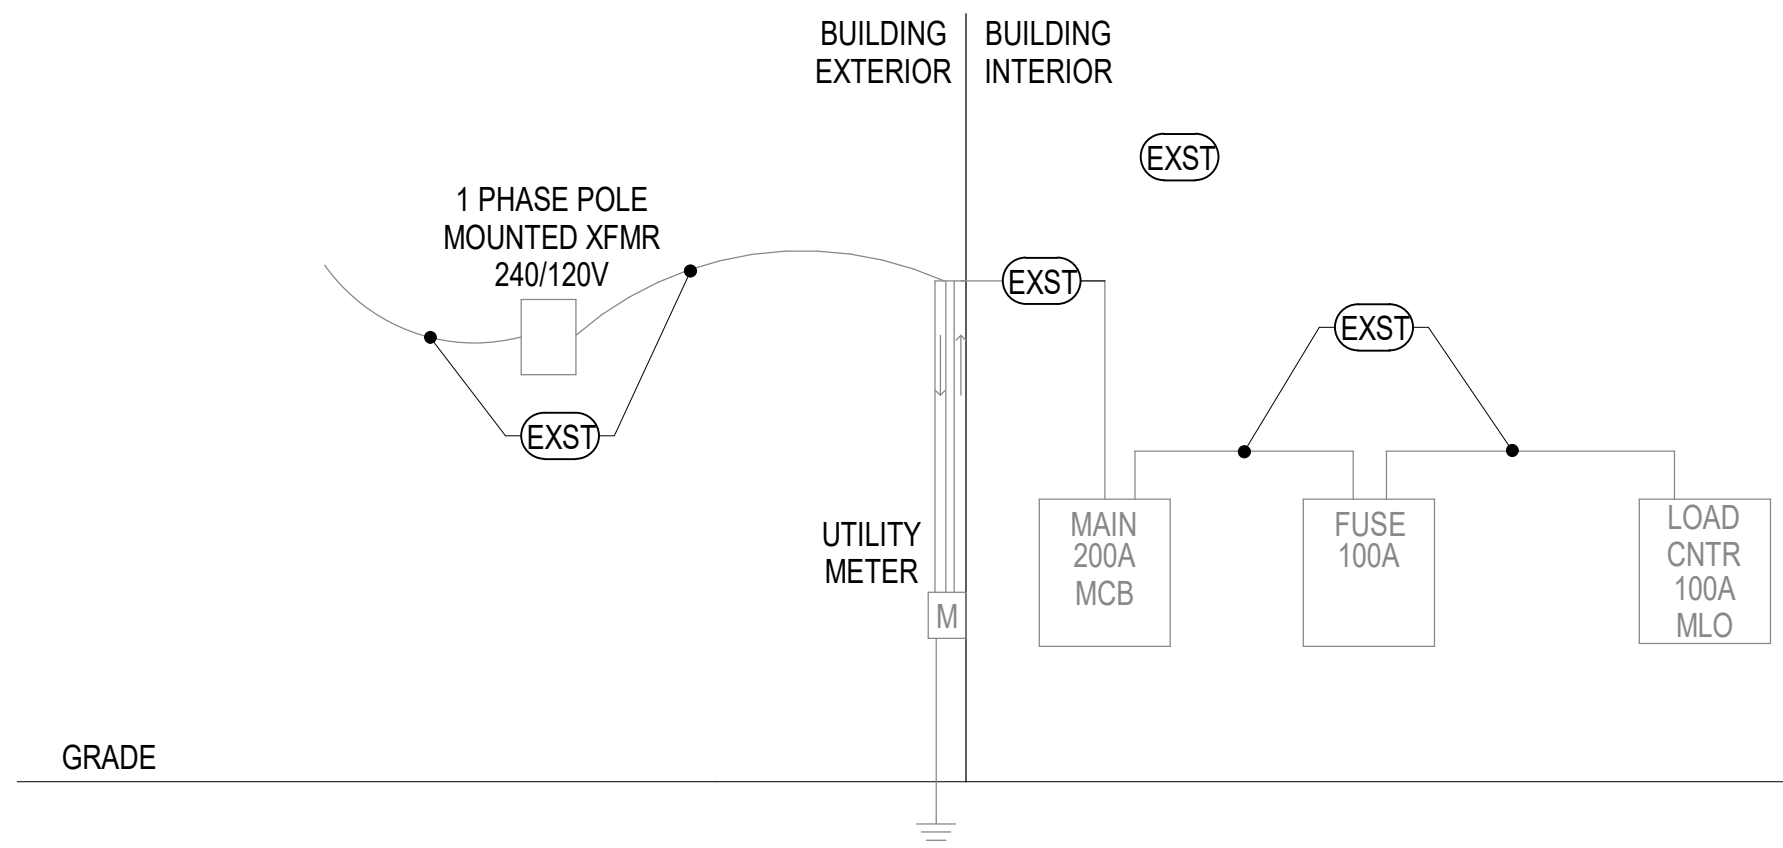 BUILDING
EXTERIOR
BUILDING
INTERIOR
EXST
1 PHASE POLE
MOUNTED XFMR
240/120V
EXST
EXST
EXST
UTILITY
METER
M
MAIN
200A
MCB
FUSE
100A
LOAD
CNTR
100A
MLO
GRADE